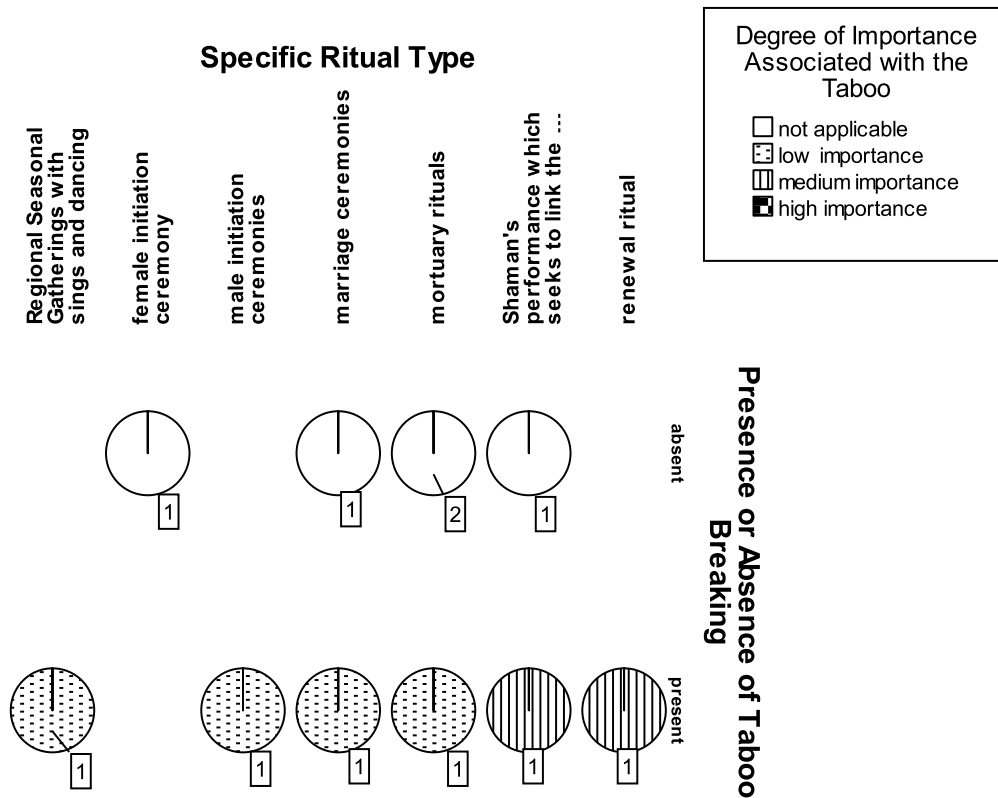 Specific Ritual Type
Degree of Importance
Associated with the
Taboo
not applicable
low importance
medium importance
high importance
Regional Seasonal
Gatherings with
sings and dancing
female initiation
ceremony
male initiation
ceremonies
marriage ceremonies
mortuary rituals
Shaman's
performance which
seeks to link the ...
renewal ritual
Presence or Absence of Taboo
Breaking
absent
1
1
2
1
present
1
1
1
1
1
1